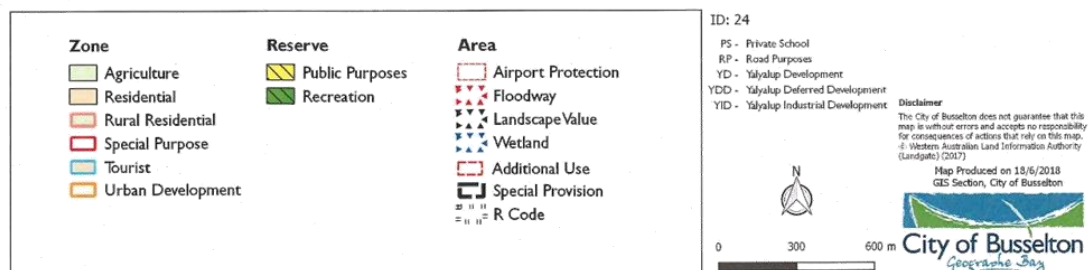 Zone
Agriculture
Residential
Rural Residential
Special Purpose
Tourist
Urban Development
Reserve
Public Purposes
Recreation
Area
Airport Protection
Floodway
Landscape Value
Wetland
Additional Use
Special Provision
R Code
ID: 24
PS - Private School
RP - Road Purposes
YD - Yalyalup Development
YDD - Yalyalup Deferred Development
YID - Yalyalup Industrial Development
Disclaimer
The City of Busselton does not guarantee that this
map is without errors and accepts no responsibility
for consequences of actions that rely on this map.
Western Australian Land Information Authority
(Landgate) (2017)
Map Produced on 18/6/2018
GIS Section, City of Busselton
N
0 300 600 m
City of Busselton
Geographe Bay